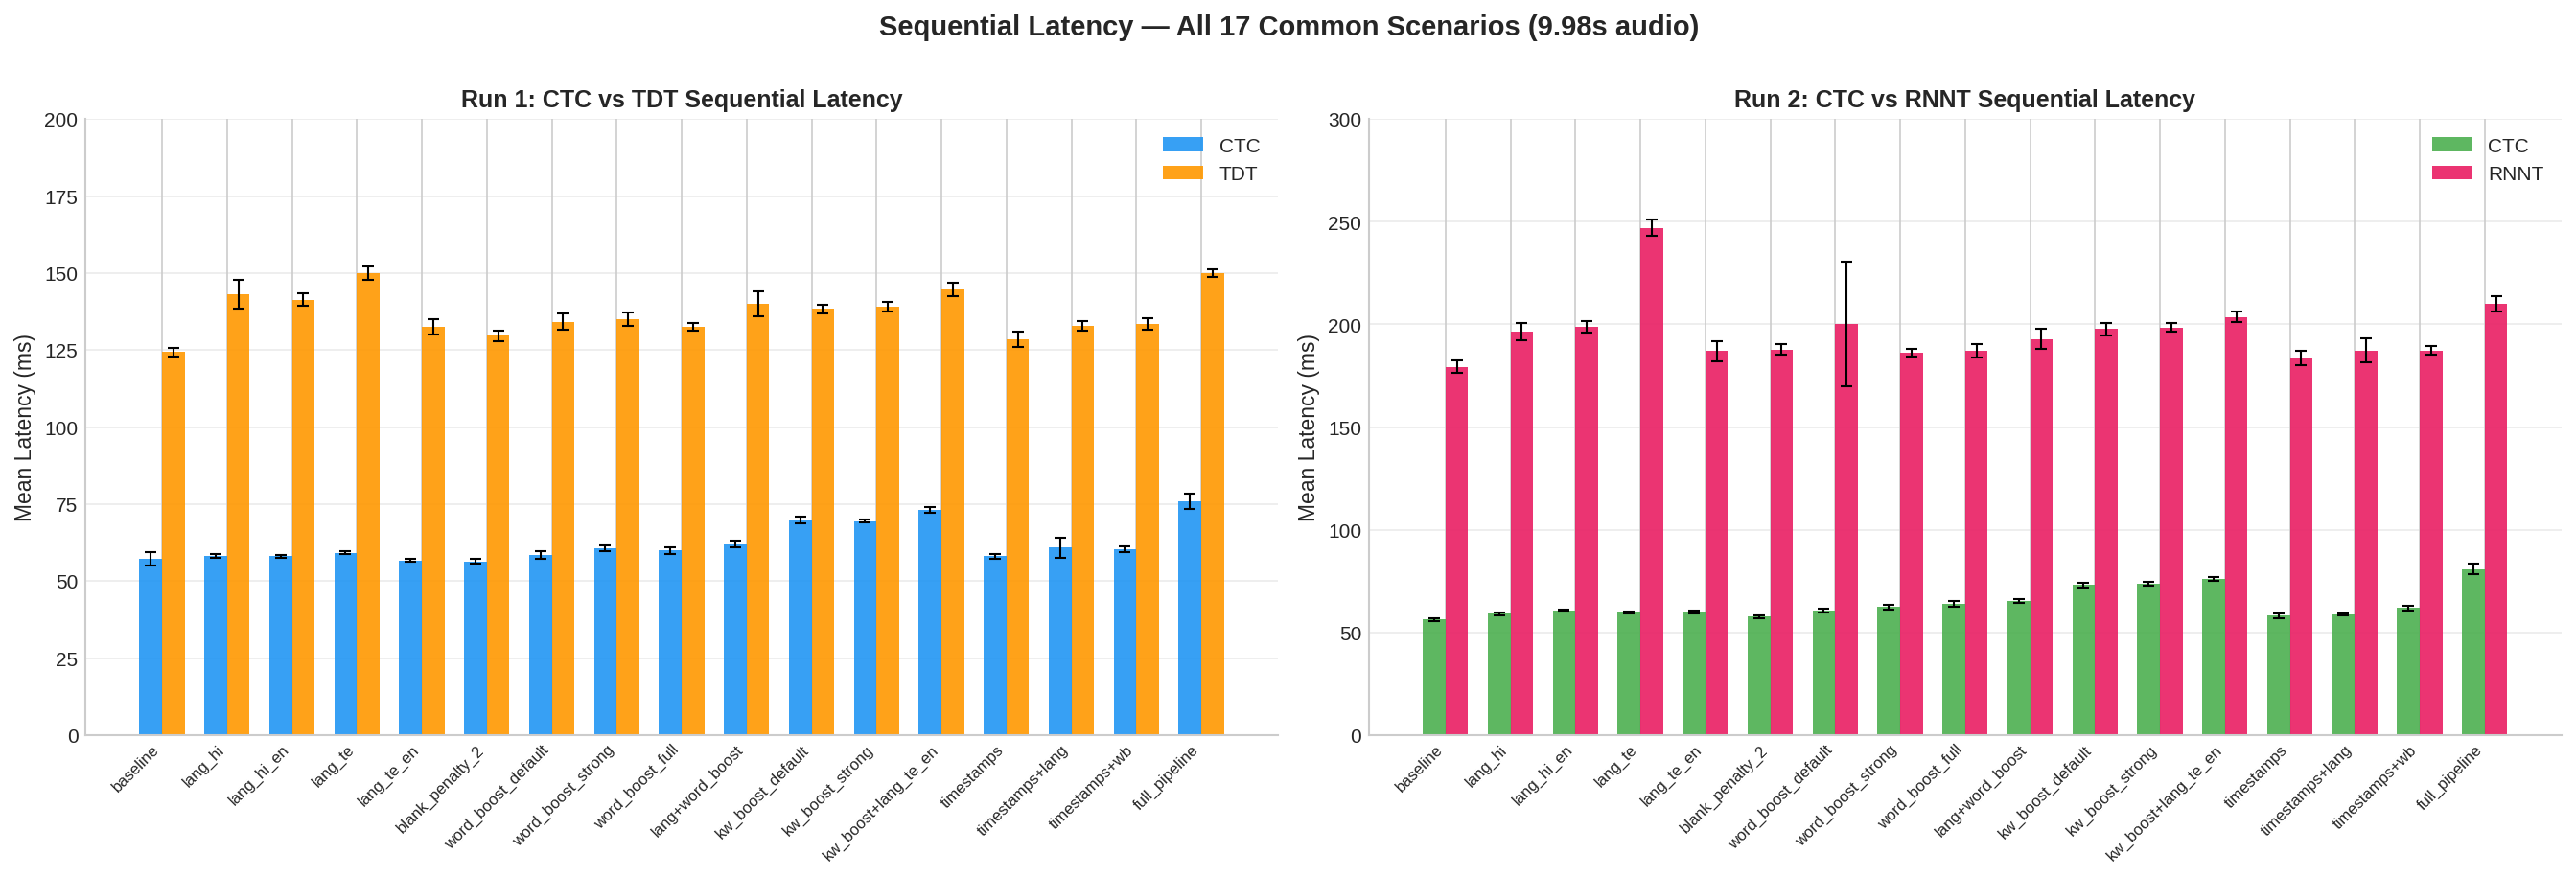 Sequential Latency — All 17 Common Scenarios (9.98s audio)
Run 1: CTC vs TDT Sequential Latency
Mean Latency (ms)
200
175
150
125
100
75
50
25
0
CTC
TDT
baseline
lang_hi
lang_hi_en
lang_te
lang_te_en
blank_penalty_2
word_boost_default
word_boost_strong
word_boost_full
lang+word_boost
kw_boost_default
kw_boost_strong
kw_boost+lang_te_en
timestamps
timestamps+lang
timestamps+wb
full_pipeline
Run 2: CTC vs RNNT Sequential Latency
Mean Latency (ms)
300
250
200
150
100
50
0
CTC
RNNT
baseline
lang_hi
lang_hi_en
lang_te
lang_te_en
blank_penalty_2
word_boost_default
word_boost_strong
word_boost_full
lang+word_boost
kw_boost_default
kw_boost_strong
kw_boost+lang_te_en
timestamps
timestamps+lang
timestamps+wb
full_pipeline